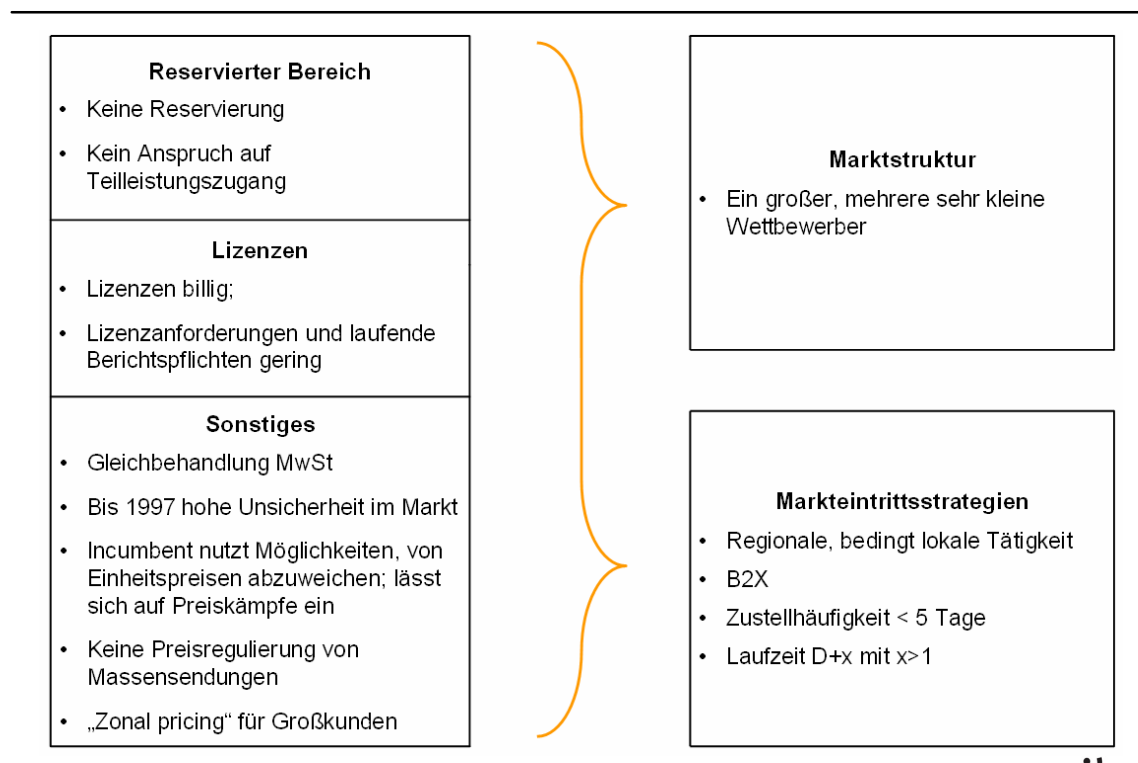 Reservierter Bereich
• Keine Reservierung
• Kein Anspruch auf
Teilleistungszugang
Lizenzen
• Lizenzen billig;
• Lizenzanforderungen und laufende
Berichtspflichten gering
Sonstiges
• Gleichbehandlung MwSt
• Bis 1997 hohe Unsicherheit im Markt
• Incumbent nutzt Möglichkeiten, von
Einheitspreisen abzuweichen; lässt
sich auf Preiskämpfe ein
• Keine Preisregulierung von
Massensendungen
• „Zonal pricing“ für Großkunden
Marktstruktur
• Ein großer, mehrere sehr kleine
Wettbewerber
Markteintrittsstrategien
• Regionale, bedingt lokale Tätigkeit
• B2X
• Zustellhäufigkeit < 5 Tage
• Laufzeit D+x mit x>1